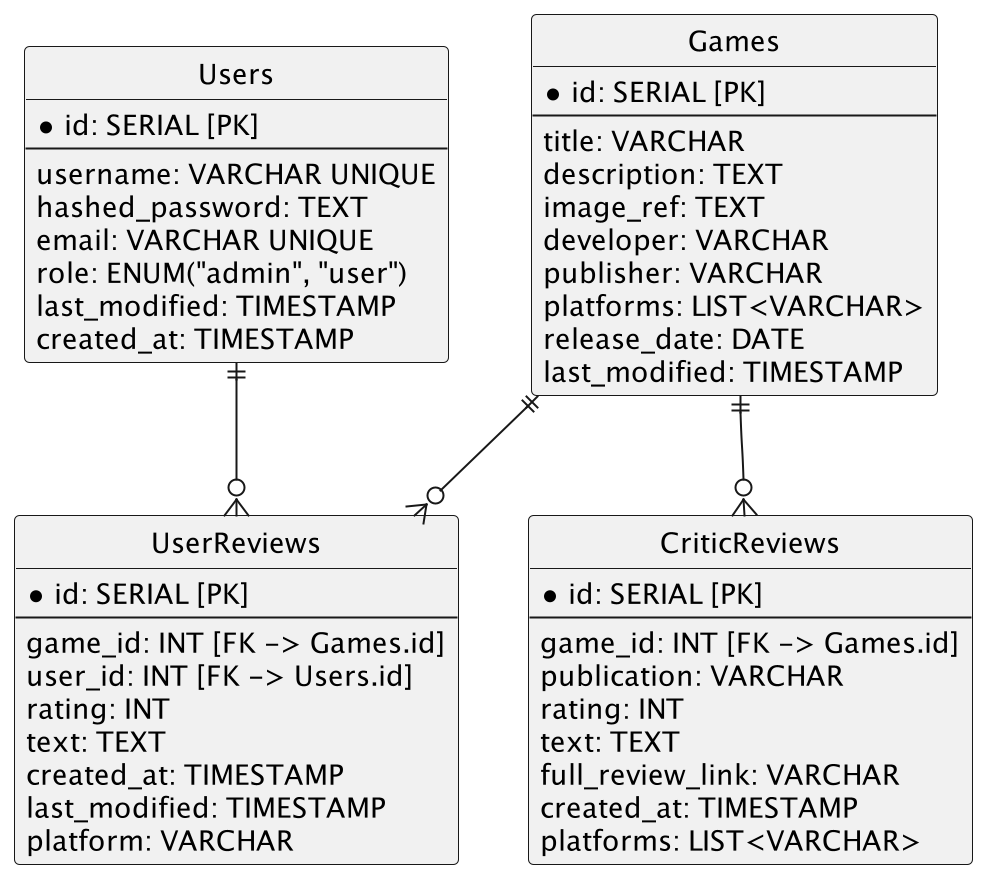 Users
id: SERIAL [PK]
username: VARCHAR UNIQUE
hashed_password: TEXT
email: VARCHAR UNIQUE
role: ENUM("admin", "user")
last_modified: TIMESTAMP
created_at: TIMESTAMP
Games
id: SERIAL [PK]
title: VARCHAR
description: TEXT
image_ref: TEXT
developer: VARCHAR
publisher: VARCHAR
platforms: LIST<VARCHAR>
release_date: DATE
last_modified: TIMESTAMP
UserReviews
id: SERIAL [PK]
game_id: INT [FK -> Games.id]
user_id: INT [FK -> Users.id]
rating: INT
text: TEXT
created_at: TIMESTAMP
last_modified: TIMESTAMP
platform: VARCHAR
CriticReviews
id: SERIAL [PK]
game_id: INT [FK -> Games.id]
publication: VARCHAR
rating: INT
text: TEXT
full_review_link: VARCHAR
created_at: TIMESTAMP
platforms: LIST<VARCHAR>